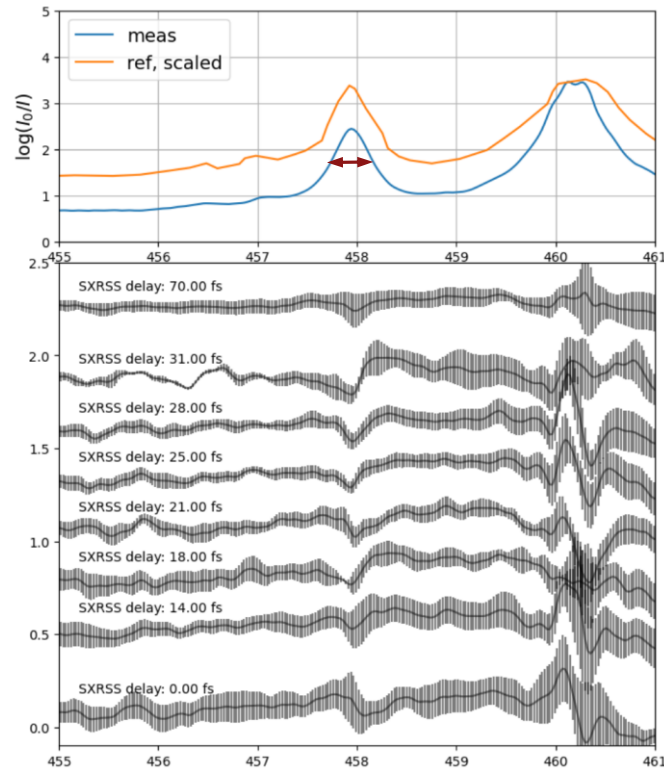 5
meas
ref, scaled
4
3
2
1
0
log(I₀/I)
455 456 457 458 459 460 461
2.5
SXRSS delay: 70.00 fs
2.0
SXRSS delay: 31.00 fs
SXRSS delay: 28.00 fs
1.5
SXRSS delay: 25.00 fs
SXRSS delay: 21.00 fs
1.0
SXRSS delay: 18.00 fs
SXRSS delay: 14.00 fs
0.5
SXRSS delay: 0.00 fs
0.0
455 456 457 458 459 460 461